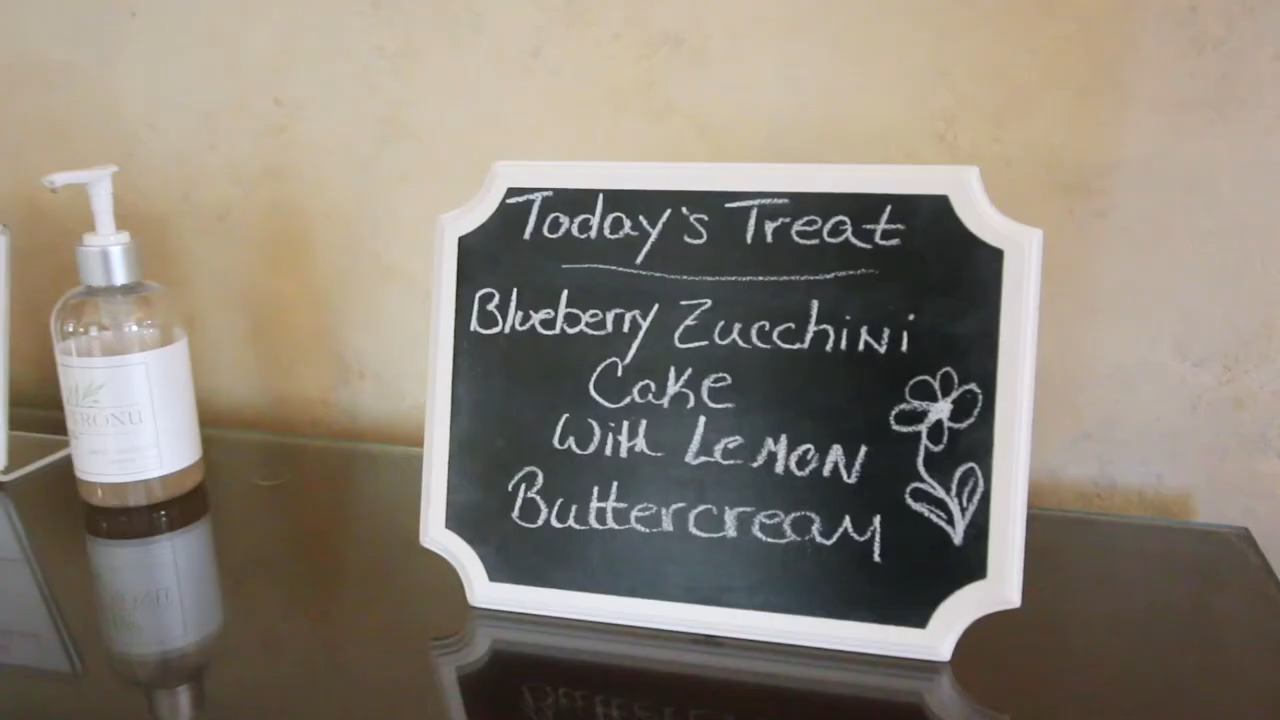 Today's Treat
Blueberry Zucchini
Cake
With Lemon
Buttercream